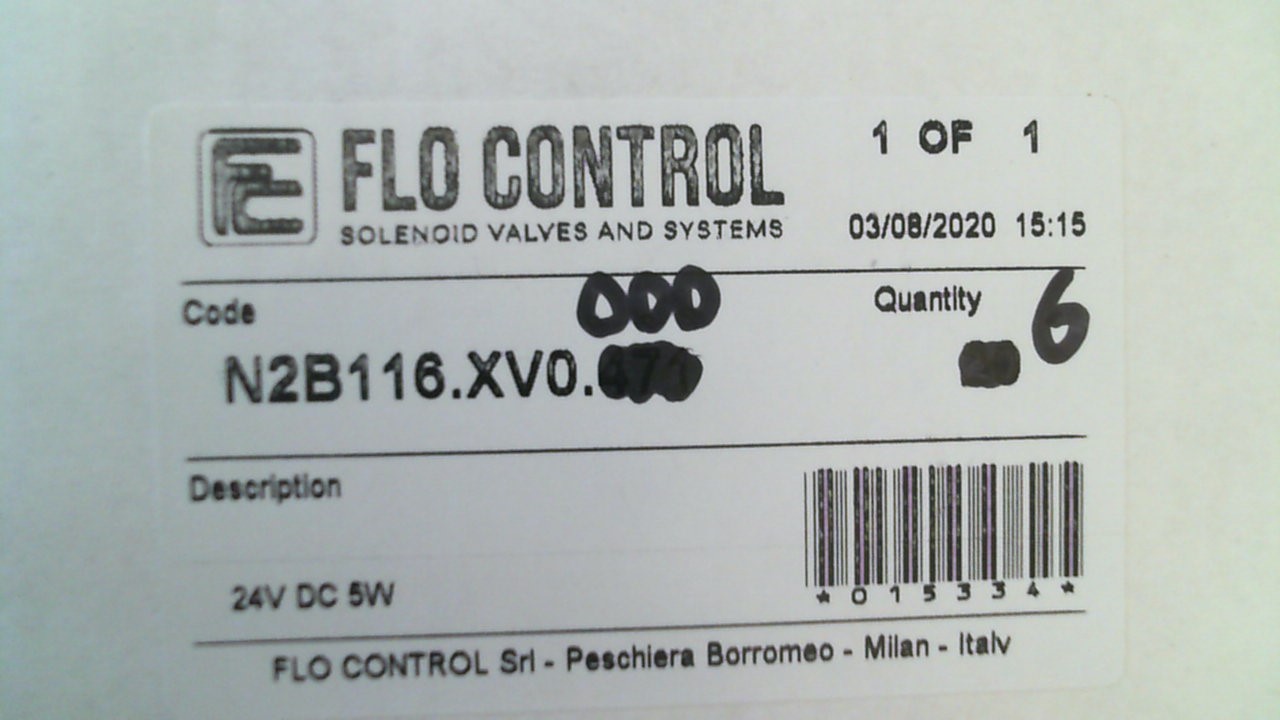 FLO CONTROL
SOLENOID VALVES AND SYSTEMS
1 OF 1
03/08/2020 15:15
Code
000
N2B116.XV0.
Quantity
6
Description
24V DC 5W
*015334*
FLO CONTROL Srl - Peschiera Borromeo - Milan - Italy